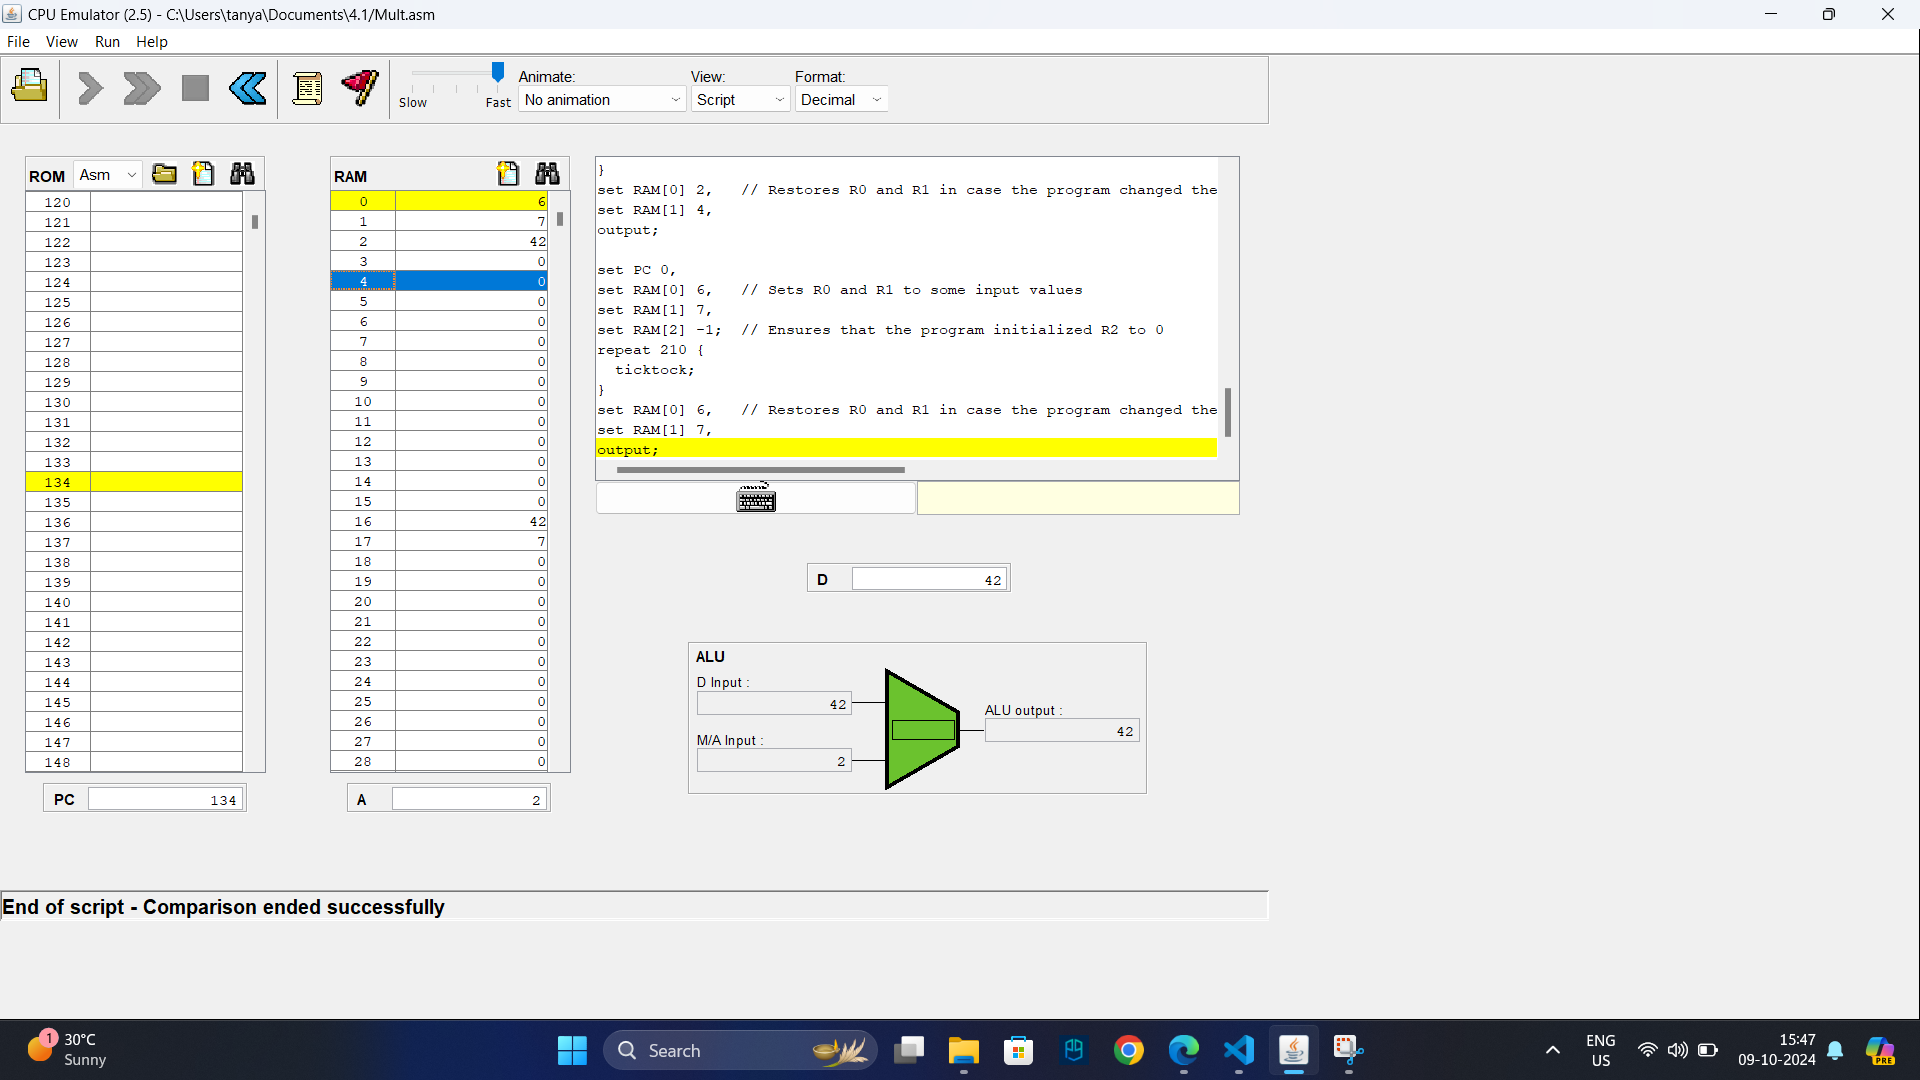 CPU Emulator (2.5) - C:\Users\tanya\Documents\4.1/Mult.asm
File View Run Help
Slow Fast
Animate:
No animation
View:
Script
Format:
Decimal
ROM Asm
120
121
122
123
124
125
126
127
128
129
130
131
132
133
134
135
136
137
138
139
140
141
142
143
144
145
146
147
148
PC 134
RAM
0 6
1 7
2 42
3 0
4 0
5 0
6 0
7 0
8 0
9 0
10 0
11 0
12 0
13 0
14 0
15 0
16 42
17 7
18 0
19 0
20 0
21 0
22 0
23 0
24 0
25 0
26 0
27 0
28 0
A 2
}
set RAM[0] 2, // Restores R0 and R1 in case the program changed the
set RAM[1] 4,
output;
set PC 0,
set RAM[0] 6, // Sets R0 and R1 to some input values
set RAM[1] 7,
set RAM[2] -1; // Ensures that the program initialized R2 to 0
repeat 210 {
ticktock;
}
set RAM[0] 6, // Restores R0 and R1 in case the program changed the
set RAM[1] 7,
output;
D 42
ALU
D Input :
42
M/A Input :
2
ALU output :
42
End of script - Comparison ended successfully
1
30°C
Sunny
Search
PRE
ENG
US
15:47
09-10-2024